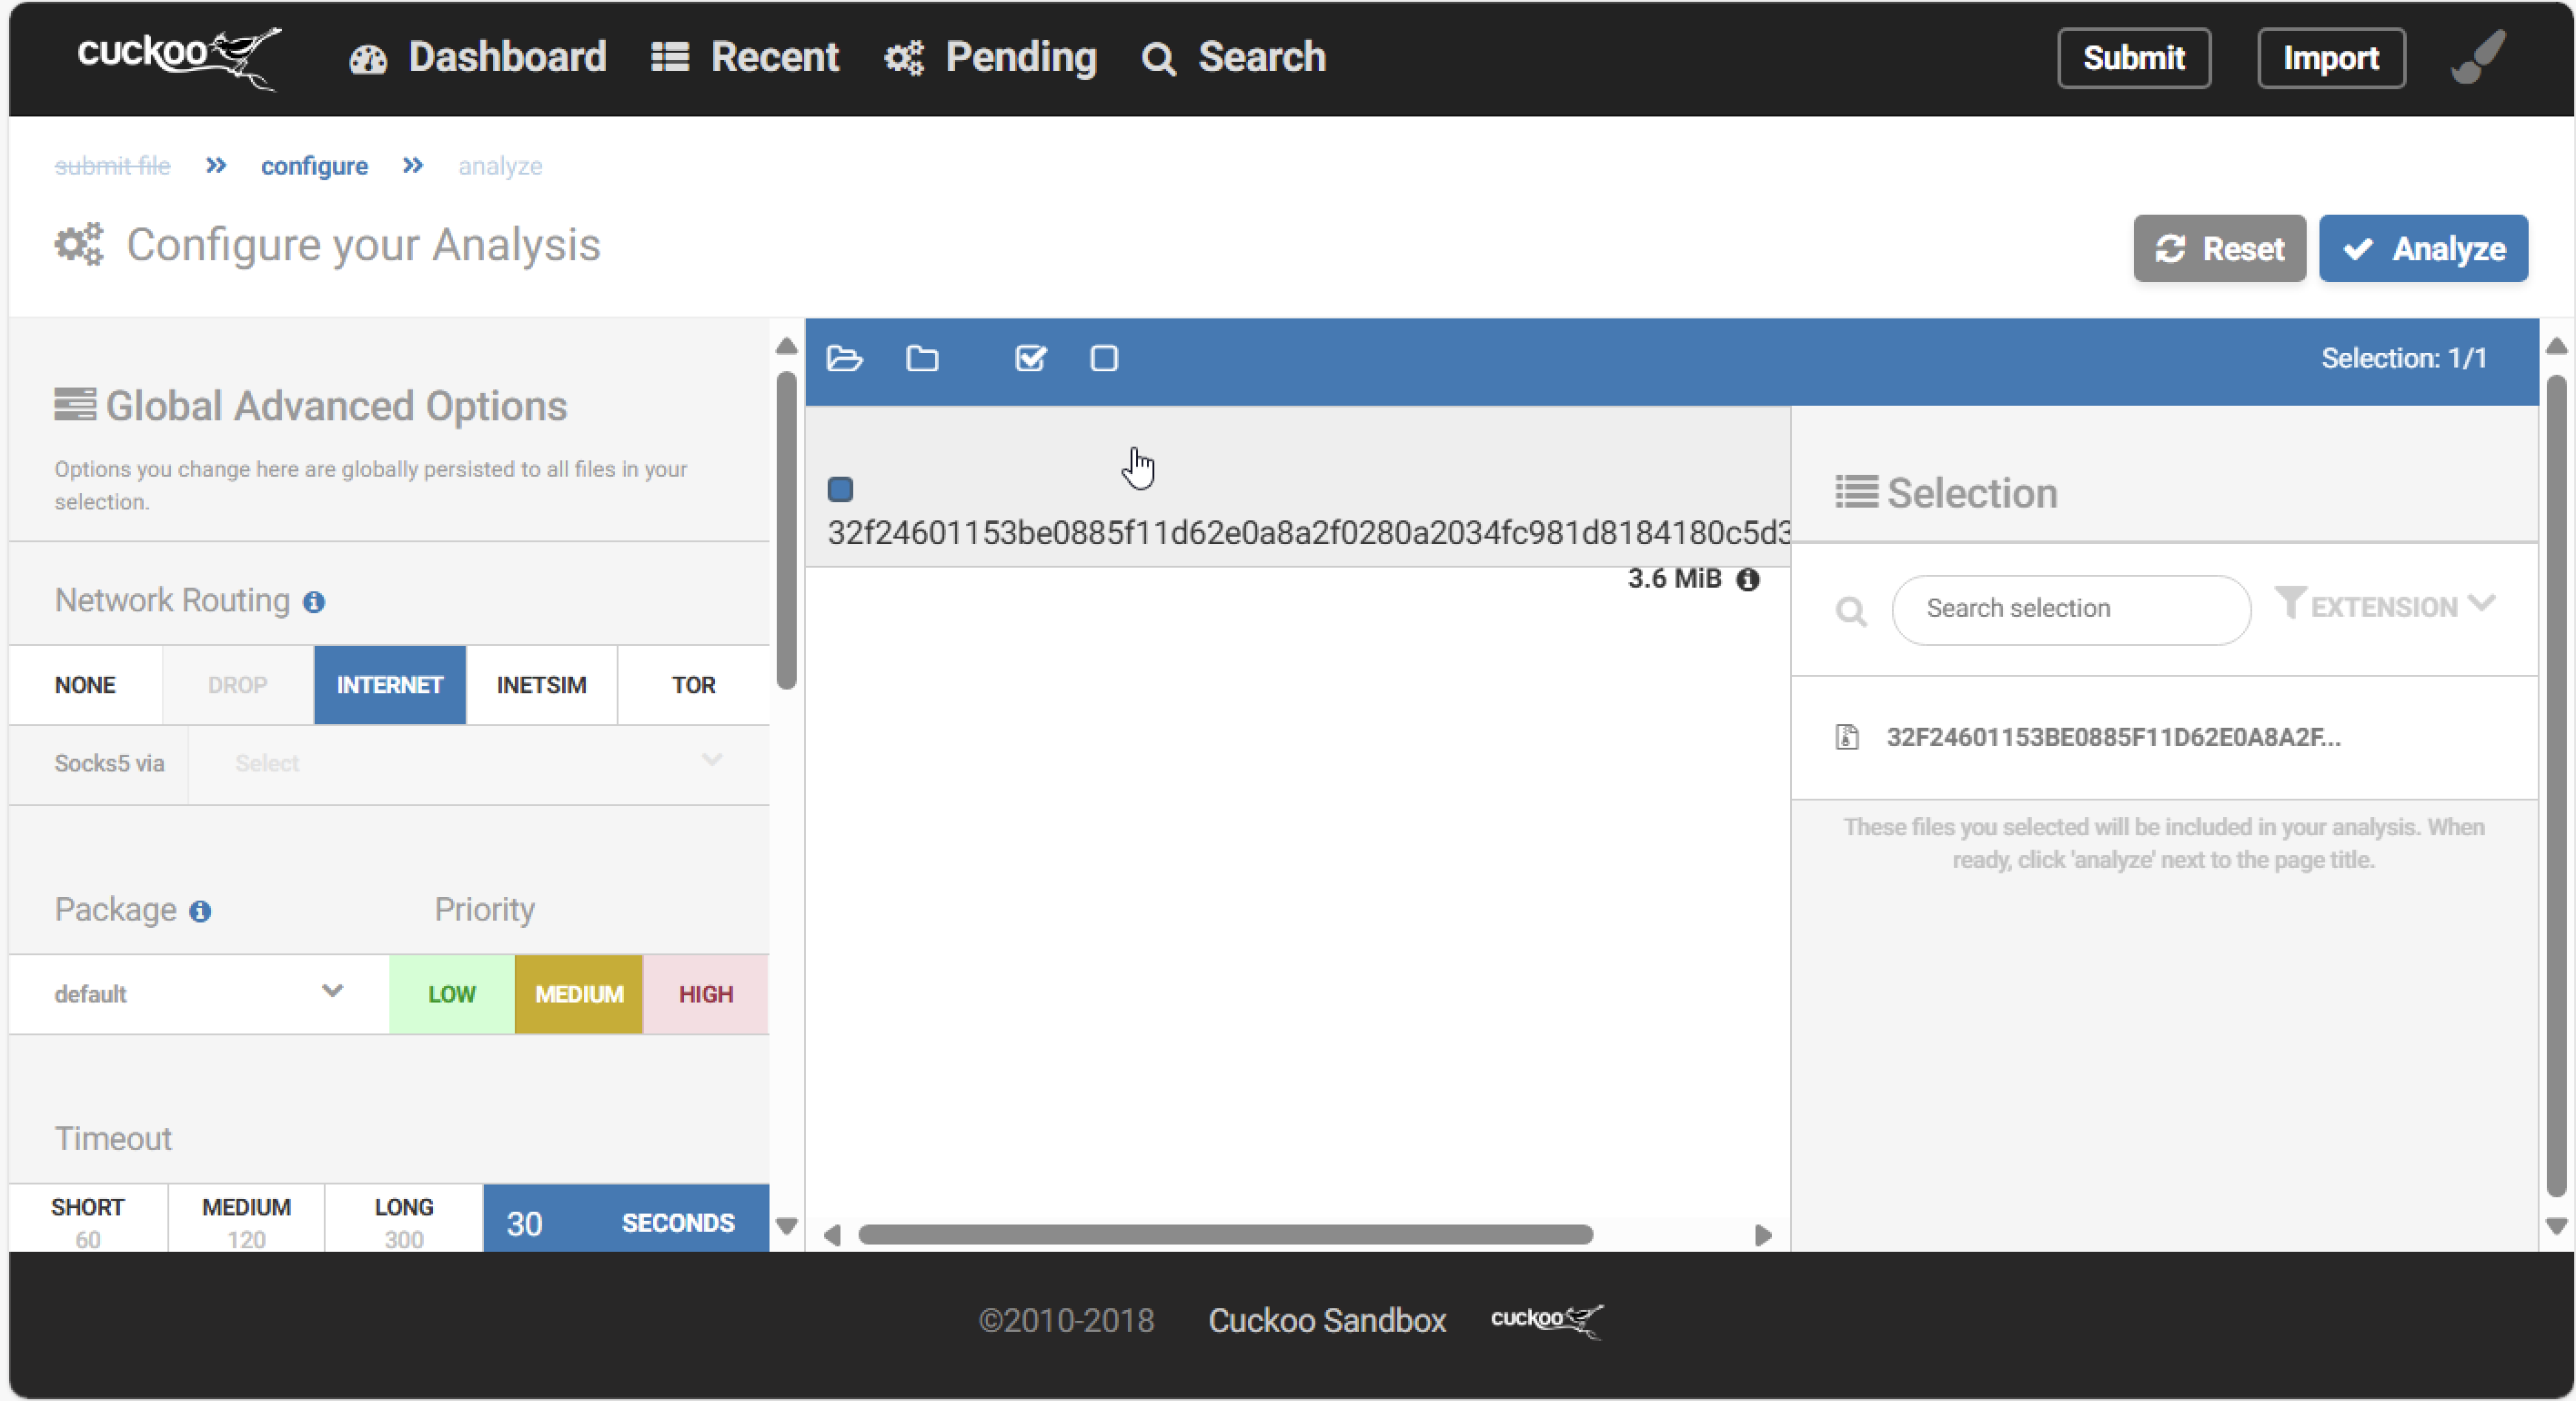 cuckoo Dashboard Recent Pending Search Submit Import
submit file » configure » analyze
Configure your Analysis Reset Analyze
Global Advanced Options
Options you change here are globally persisted to all files in your
selection.
Network Routing
NONE DROP INTERNET INETSIM TOR
Socks5 via Select
Package Priority
default LOW MEDIUM HIGH
Timeout
SHORT MEDIUM LONG 30 SECONDS
60 120 300
Selection: 1/1
32f24601153be0885f11d62e0a8a2f0280a2034fc981d8184180c5d3
3.6 MiB
Selection
Search selection EXTENSION
32F24601153BE0885F11D62E0A8A2F...
These files you selected will be included in your analysis. When
ready, click 'analyze' next to the page title.
©2010-2018 Cuckoo Sandbox cuckoo